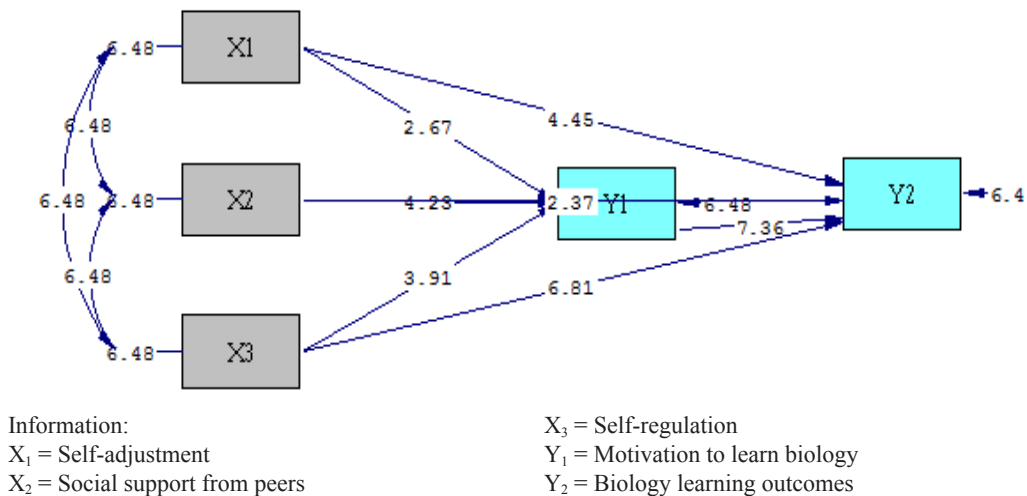 6.48
X1
4.45
6.48
2.67
6.48
6.48
X2
4.23
2.37
Y1
6.48
Y2
6.4
7.36
6.48
3.91
6.81
6.48
X3
Information:
X₁ = Self-adjustment
X₂ = Social support from peers
X₃ = Self-regulation
Y₁ = Motivation to learn biology
Y₂ = Biology learning outcomes